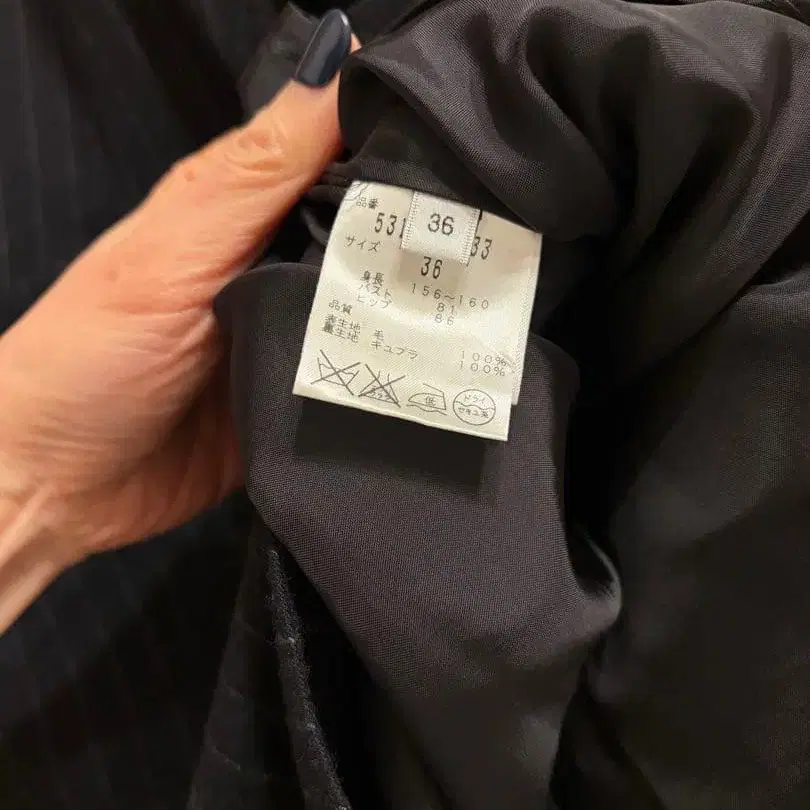 品番
531 33
36
サイズ
36
身長 156～160
バスト 81
ヒップ 86
品質
表生地 毛 100%
裏生地 キュプラ 100%
低
ドライ
セキユ系